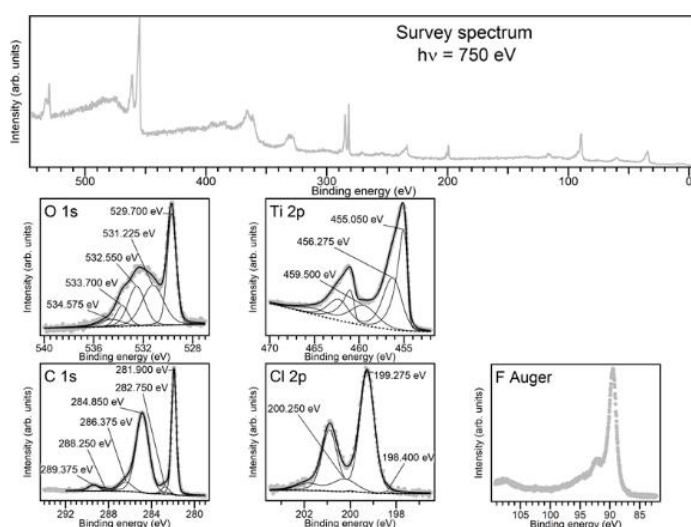 Survey spectrum
hν = 750 eV
Intensity (arb. units)
500 400 300 200 100 0
Binding energy (eV)
O 1s
529.700 eV
531.225 eV
532.550 eV
533.700 eV
534.575 eV
Intensity (arb. units)
540 536 532 528
Binding energy (eV)
Ti 2p
455.050 eV
456.275 eV
459.500 eV
Intensity (arb. units)
470 465 460 455
Binding energy (eV)
C 1s
281.900 eV
282.750 eV
284.850 eV
286.375 eV
288.250 eV
289.375 eV
Intensity (arb. units)
292 288 284 280
Binding energy (eV)
Cl 2p
199.275 eV
200.250 eV
198.400 eV
Intensity (arb. units)
202 200 198
Binding energy (eV)
F Auger
Intensity (arb. units)
105 100 95 90 85
Binding energy (eV)